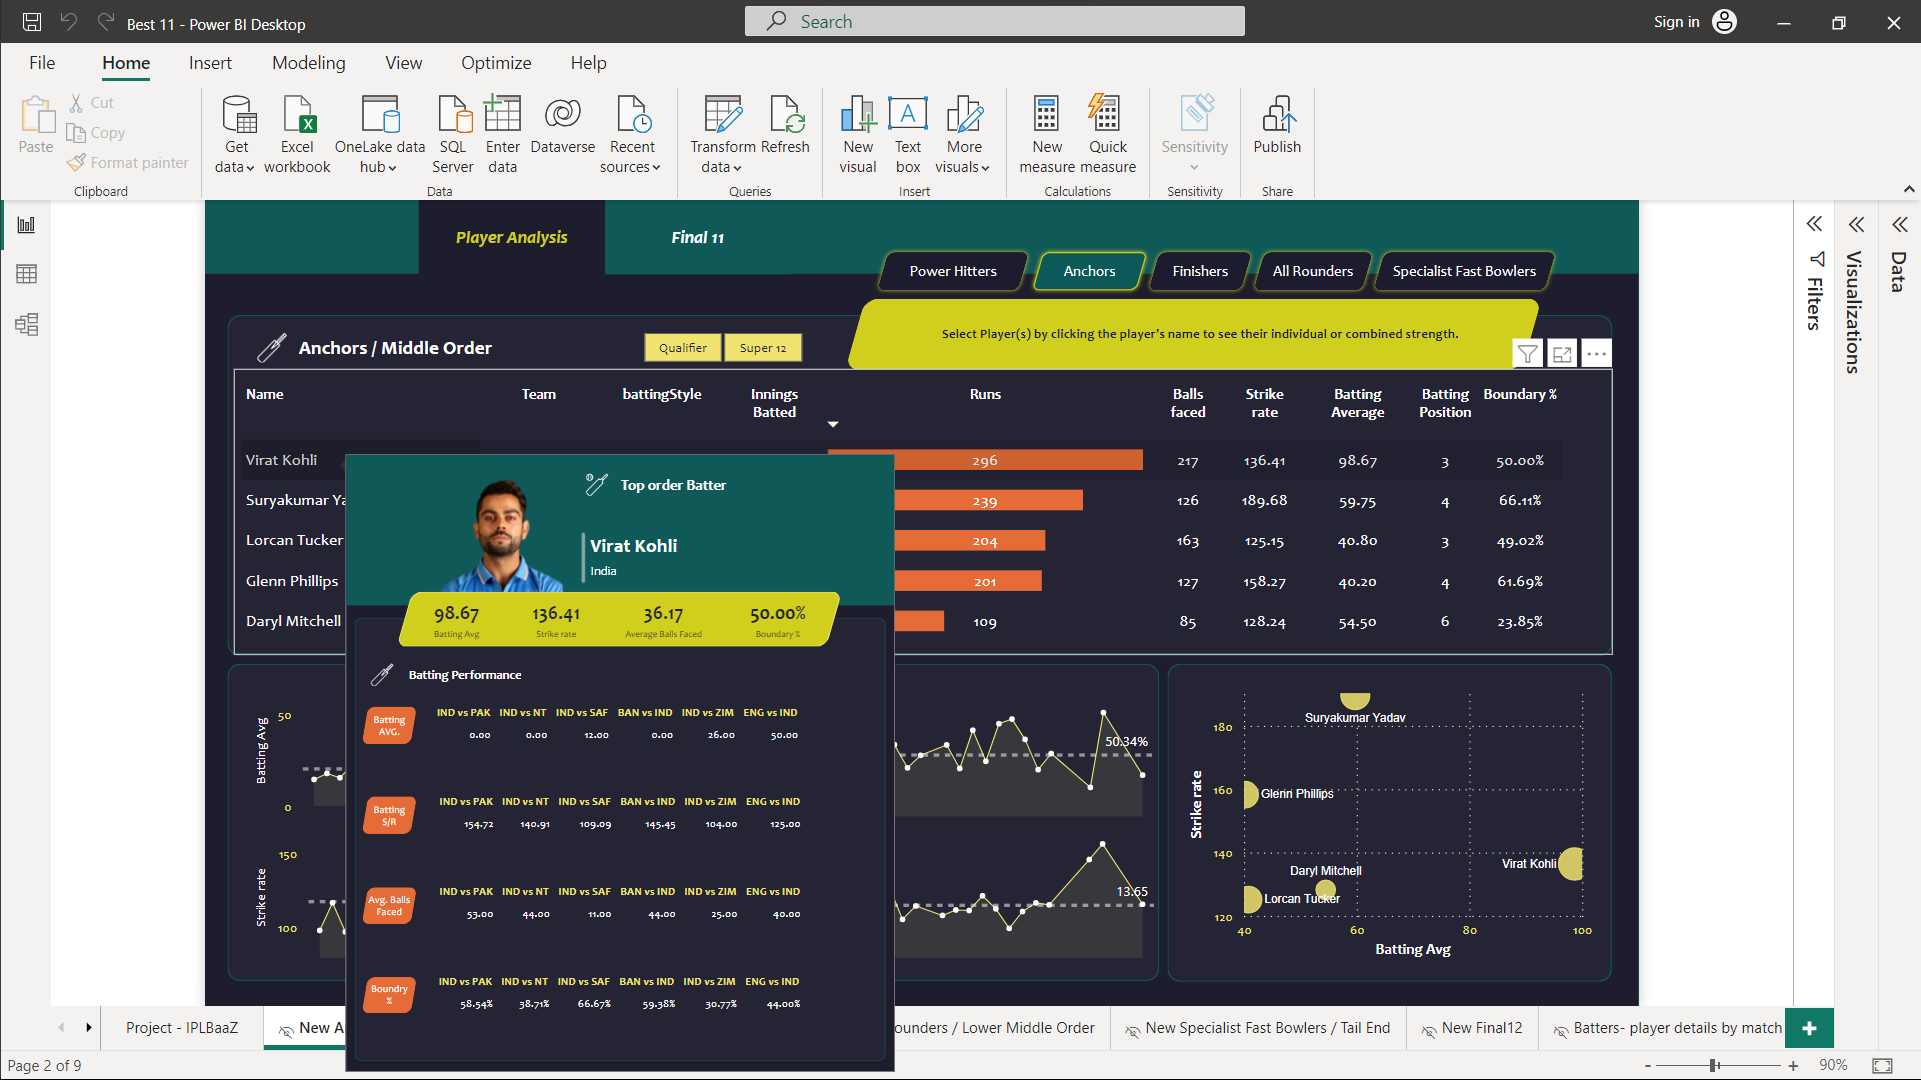 Best 11 - Power BI Desktop
Search
Sign in
File Home Insert Modeling View Optimize Help
Paste
Cut
Copy
Format painter
Clipboard
Get data
Excel workbook
OneLake data hub
SQL Server
Enter data
Dataverse
Recent sources
Data
Transform data
Refresh
Queries
New visual
Text box
More visuals
Insert
New measure
Quick measure
Calculations
Sensitivity
Sensitivity
Publish
Share
Player Analysis
Final 11
Power Hitters
Anchors
Finishers
All Rounders
Specialist Fast Bowlers
Select Player(s) by clicking the player's name to see their individual or combined strength.
Anchors / Middle Order
Qualifier
Super 12
Name Team battingStyle Innings Batted Runs Balls faced Strike rate Batting Average Batting Position Boundary %
Virat Kohli 296 217 136.41 98.67 3 50.00%
Suryakumar Ya 239 126 189.68 59.75 4 66.11%
Lorcan Tucker 204 163 125.15 40.80 3 49.02%
Glenn Phillips 201 127 158.27 40.20 4 61.69%
Daryl Mitchell 109 85 128.24 54.50 6 23.85%
Top order Batter
Virat Kohli
India
98.67 136.41 36.17 50.00%
Batting Avg Strike rate Average Balls Faced Boundary %
Batting Performance
Batting AVG.
IND vs PAK IND vs NT IND vs SAF BAN vs IND IND vs ZIM ENG vs IND
0.00 0.00 12.00 0.00 26.00 50.00
Batting S/R
IND vs PAK IND vs NT IND vs SAF BAN vs IND IND vs ZIM ENG vs IND
154.72 140.91 109.09 145.45 104.00 125.00
Avg. Balls Faced
IND vs PAK IND vs NT IND vs SAF BAN vs IND IND vs ZIM ENG vs IND
53.00 44.00 11.00 44.00 25.00 40.00
Boundry %
IND vs PAK IND vs NT IND vs SAF BAN vs IND IND vs ZIM ENG vs IND
58.54% 38.71% 66.67% 59.38% 30.77% 44.00%
Batting Avg
50
0
Strike rate
150
100
50.34%
13.65
Strike rate
180
160
140
120
40 60 80 100
Batting Avg
Suryakumar Yadav
Glenn Phillips
Virat Kohli
Daryl Mitchell
Lorcan Tucker
Filters
Visualizations
Data
Project - IPLBaaZ
New A
ounders / Lower Middle Order
New Specialist Fast Bowlers / Tail End
New Final12
Batters- player details by match
Page 2 of 9
90%